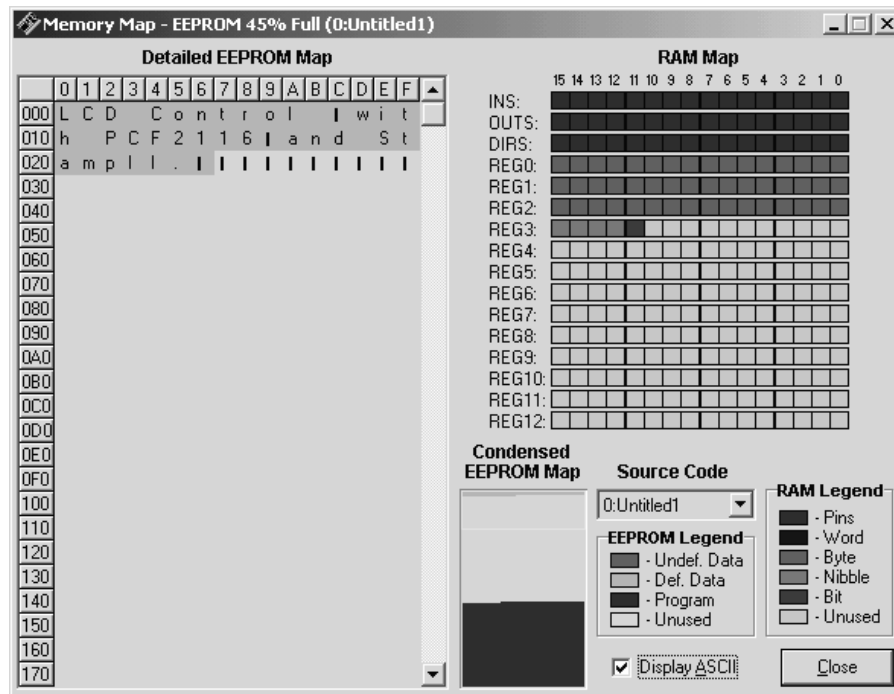 Memory Map - EEPROM 45% Full (0:Untitled1)
Detailed EEPROM Map
0 1 2 3 4 5 6 7 8 9 A B C D E F
000 L C D   C o n t r o l   I w i t
010 h   P C F 2 1 1 6 I a n d   S t
020 a m p l l . I I I I I I I I I
030
040
050
060
070
080
090
0A0
0B0
0C0
0D0
0E0
0F0
100
110
120
130
140
150
160
170
RAM Map
15 14 13 12 11 10 9 8 7 6 5 4 3 2 1 0
INS:
OUTS:
DIRS:
REG0:
REG1:
REG2:
REG3:
REG4:
REG5:
REG6:
REG7:
REG8:
REG9:
REG10:
REG11:
REG12:
Condensed
EEPROM Map
Source Code
0:Untitled1
EEPROM Legend
- Undef. Data
- Def. Data
- Program
- Unused
Display ASCII
RAM Legend
- Pins
- Word
- Byte
- Nibble
- Bit
- Unused
Close